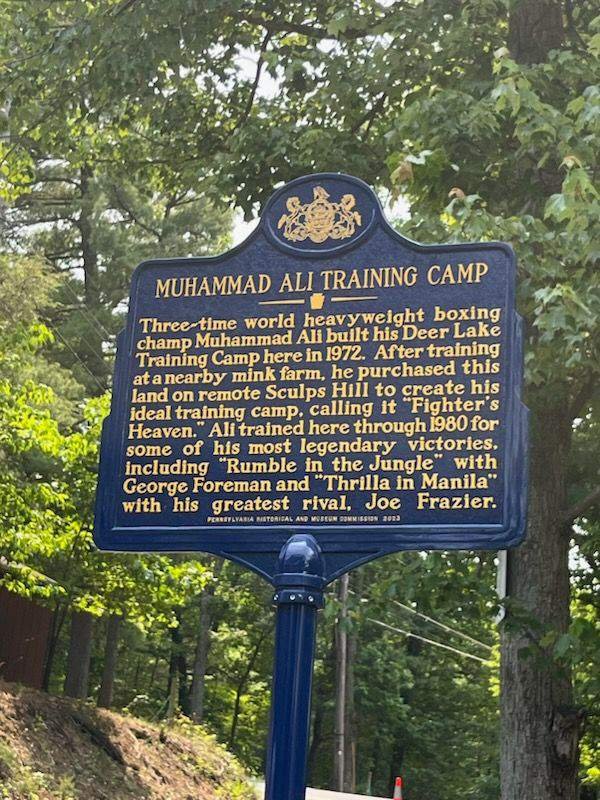 MUHAMMAD ALI TRAINING CAMP
Three-time world heavyweight boxing
champ Muhammad Ali built his Deer Lake
Training Camp here in 1972. After training
at a nearby mink farm, he purchased this
land on remote Sculps Hill to create his
ideal training camp, calling it "Fighter's
Heaven." Ali trained here through 1980 for
some of his most legendary victories,
including "Rumble in the Jungle" with
George Foreman and "Thrilla in Manila"
with his greatest rival, Joe Frazier.
PENNSYLVANIA HISTORICAL AND MUSEUM COMMISSION 2023